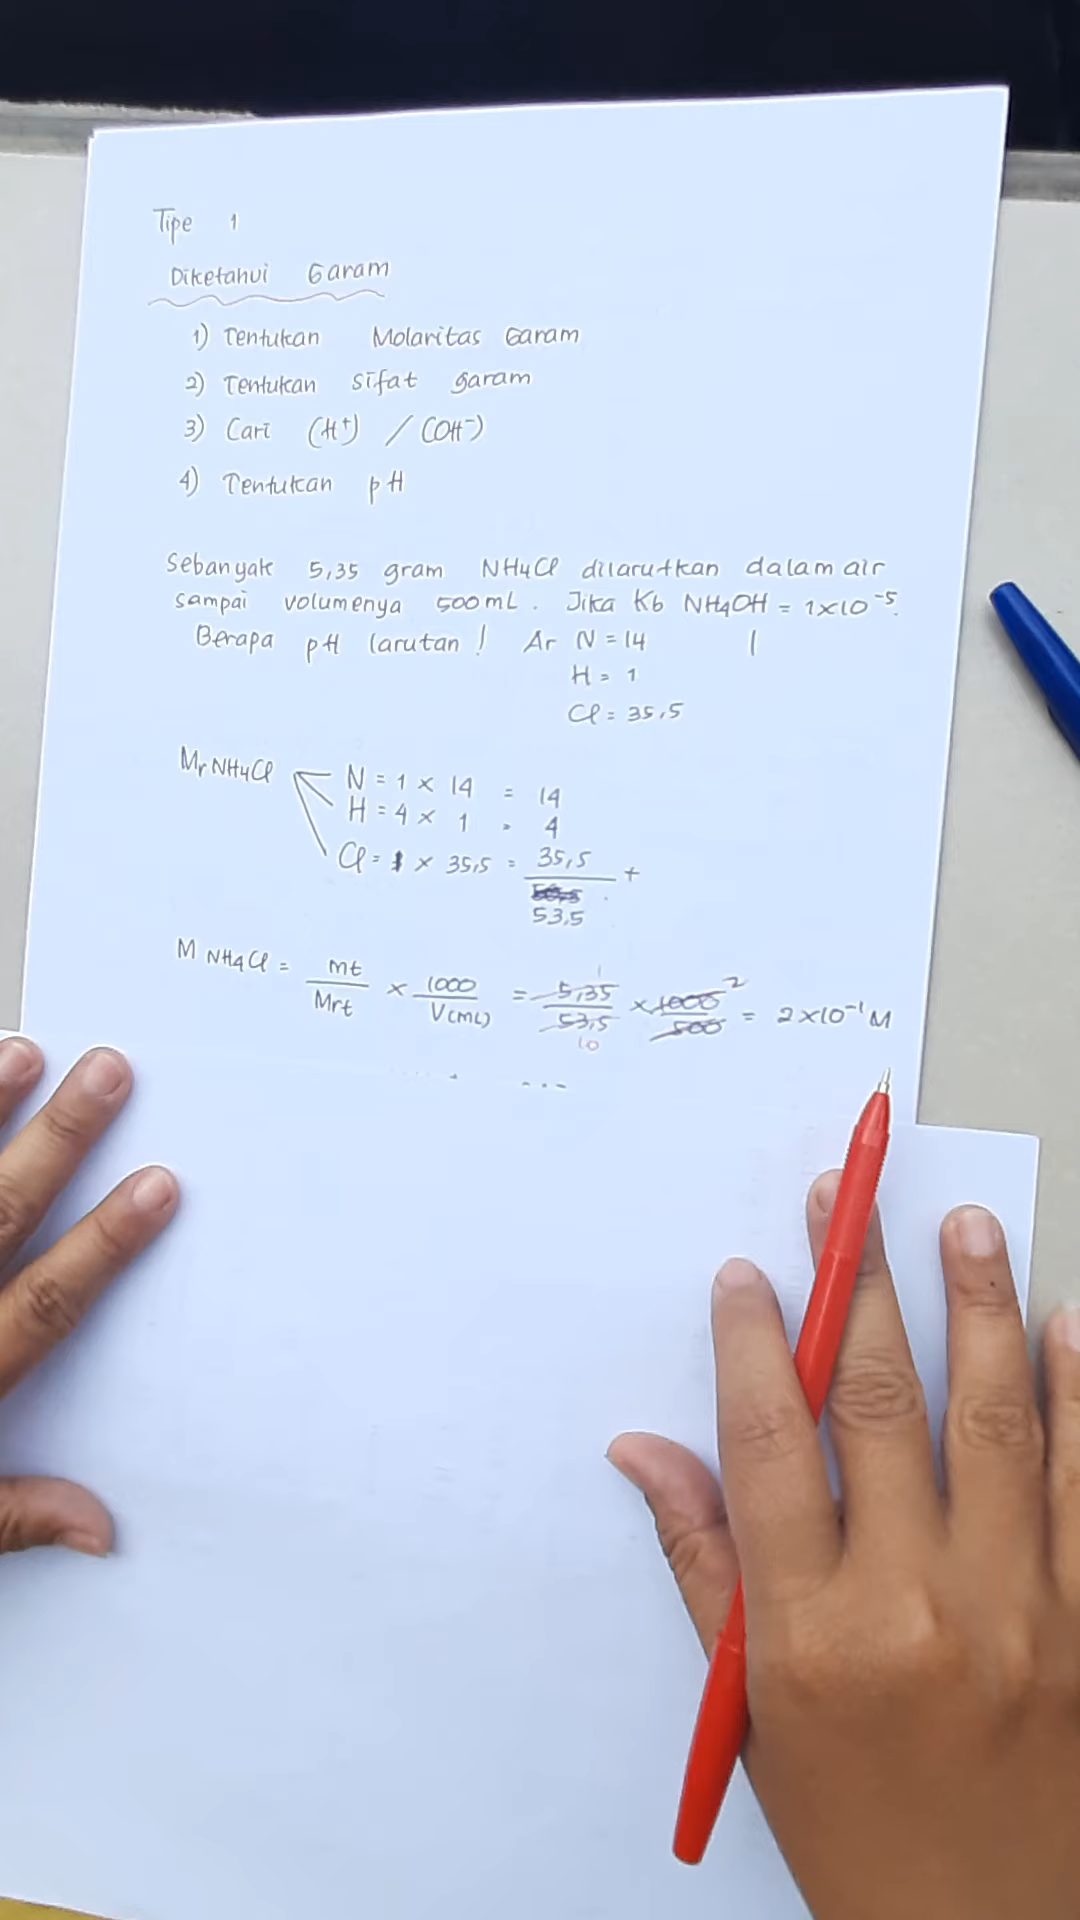 Tipe 1
Diketahui Garam
1) Tentukan Molaritas Garam
2) Tentukan sifat garam
3) Cari (H⁺) / (OH⁻)
4) Tentukan pH
Sebanyak 5,35 gram NH4Cl dilarutkan dalam air
sampai volumenya 500 mL. Jika Kb NH4OH = 1x10⁻⁵.
Berapa pH larutan! Ar N = 14
H = 1
Cl = 35,5
Mr NH4Cl N = 1 x 14 = 14
H = 4 x 1 = 4
Cl = 1 x 35,5 = 35,5 +
53,5
M NH4Cl = mt/Mrt x 1000/V(mL) = 5,35/53,5 x 1000/500 = 2x10⁻¹ M
1 2
10